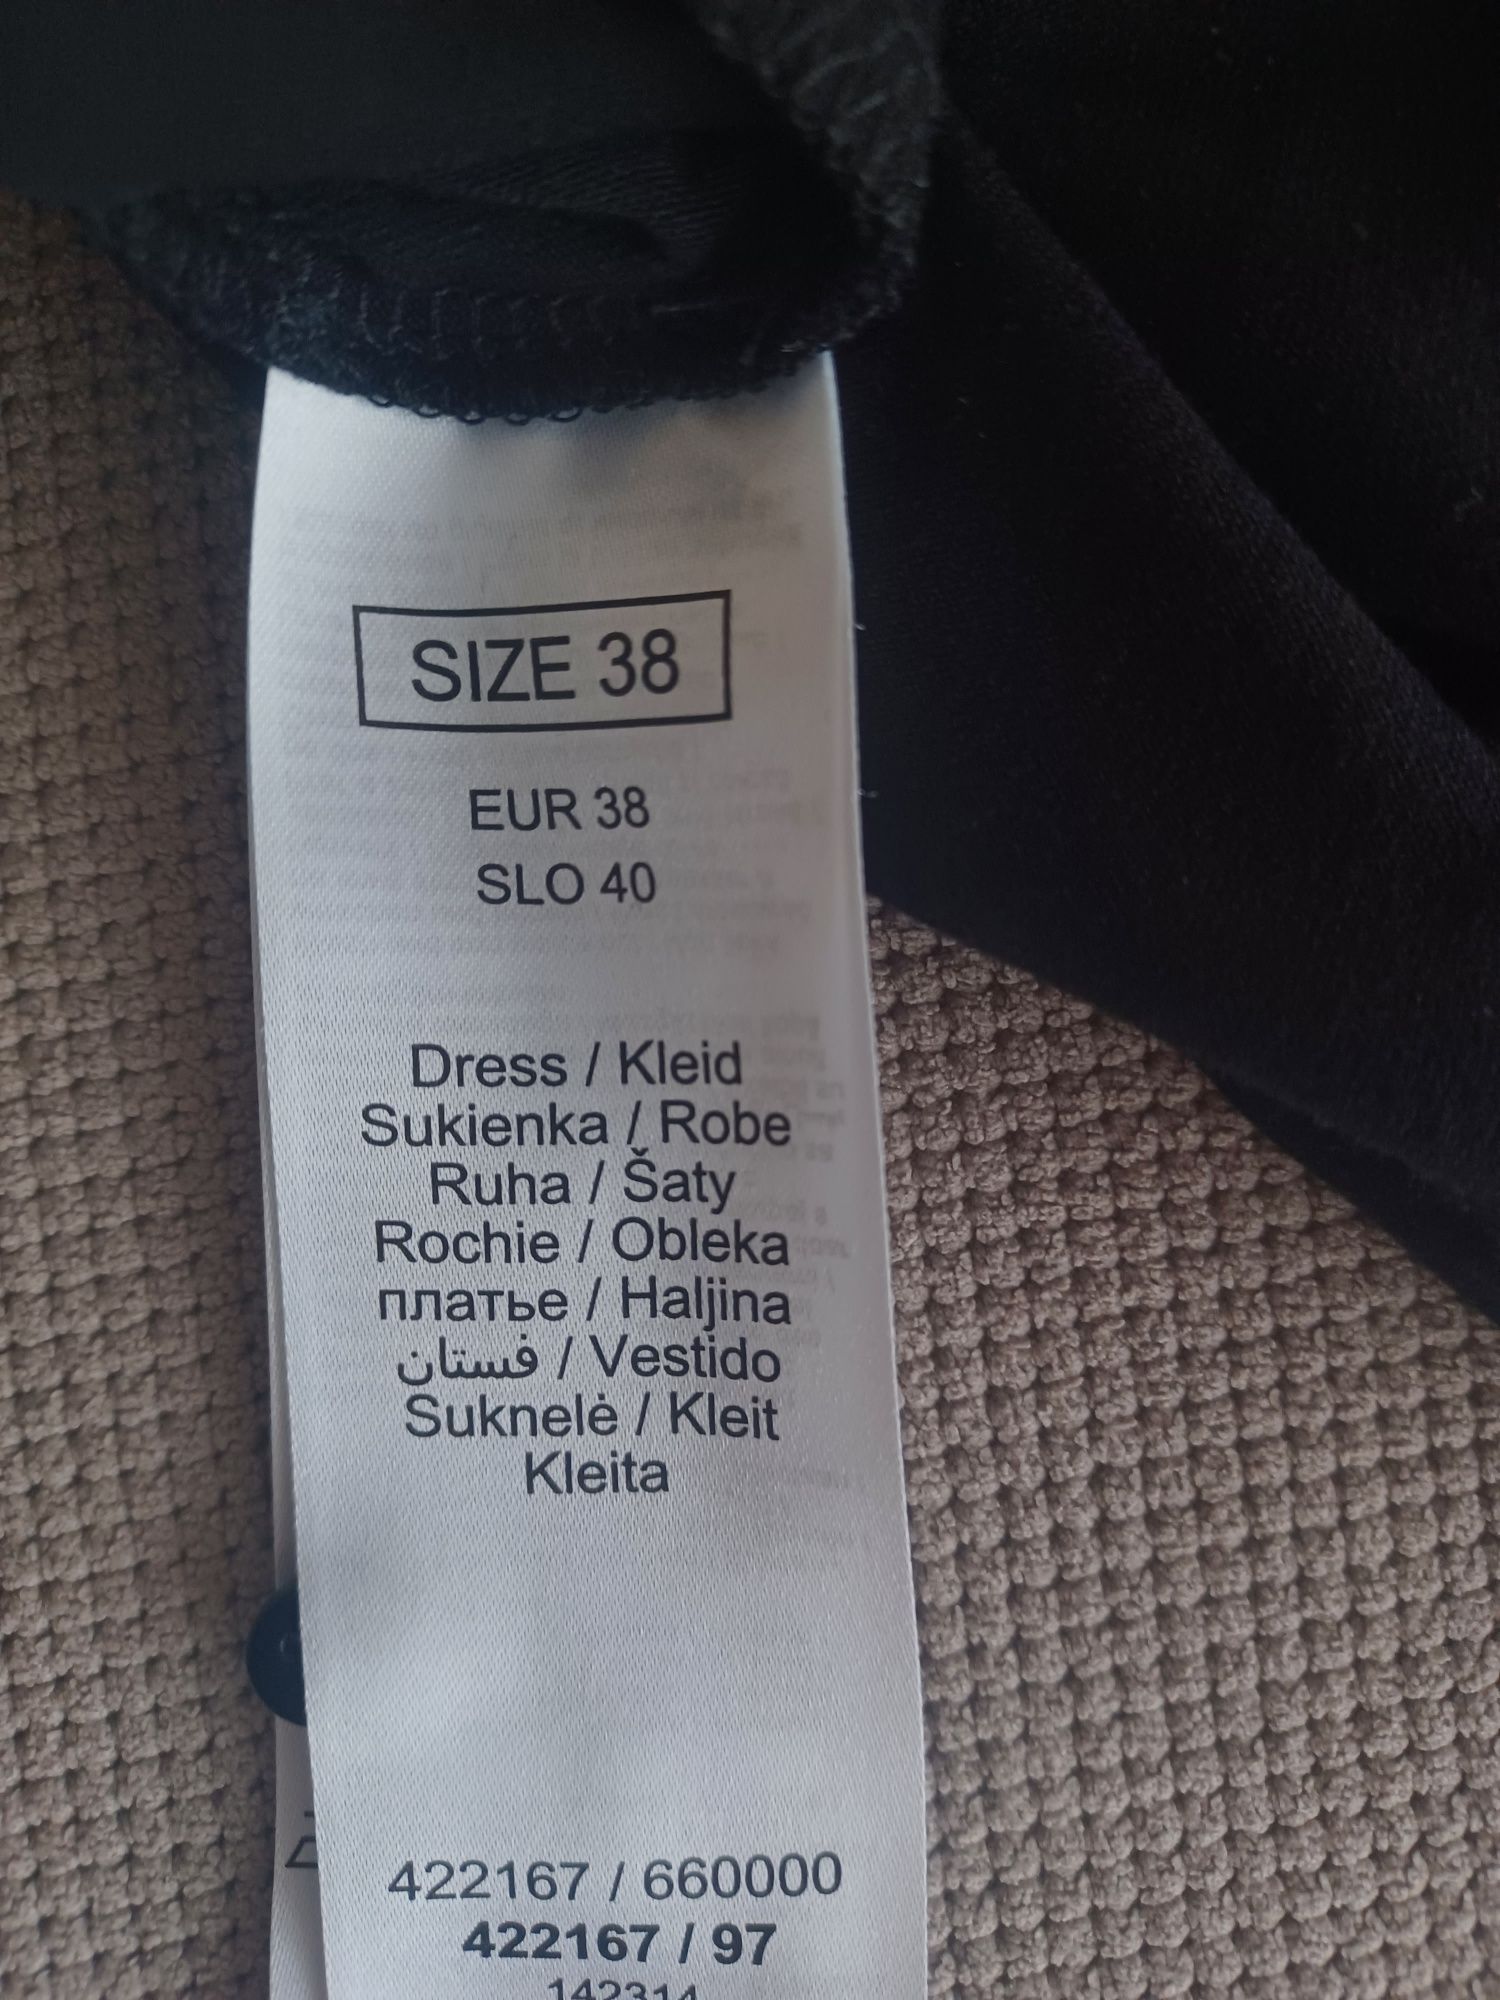 SIZE 38
EUR 38
SLO 40
Dress / Kleid
Sukienka / Robe
Ruha / Šaty
Rochie / Obleka
платье / Haljina
فستان / Vestido
Suknelė / Kleit
Kleita
422167 / 660000
422167 / 97
142314